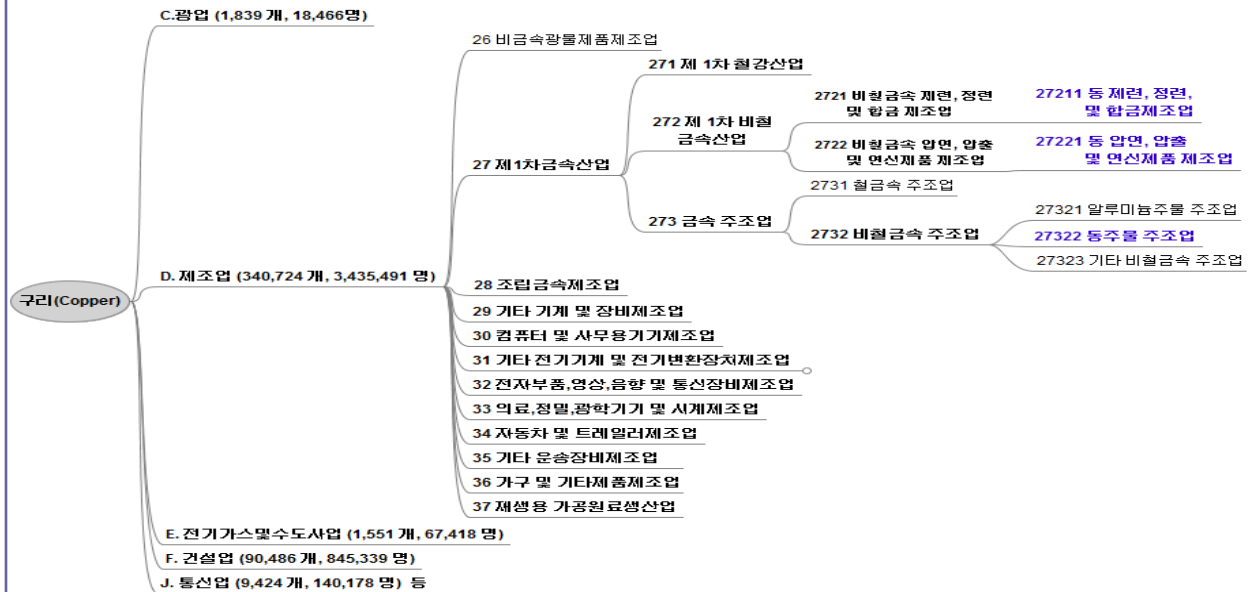 C.광업 (1,839 개, 18,466명)
26 비금속광물제품제조업
271 제 1차 철강산업
2721 비철금속 제련, 정련
및 합금 제조업
27211 동 제련, 정련,
및 합금제조업
272 제 1차 비철
금속산업
2722 비철금속 압연, 압출
및 연신제품 제조업
27221 동 압연, 압출
및 연신제품 제조업
27 제1차금속산업
2731 철금속 주조업
273 금속 주조업
27321 알루미늄주물 주조업
2732 비철금속 주조업
27322 동주물 주조업
27323 기타 비철금속 주조업
D. 제조업 (340,724 개, 3,435,491 명)
구리(Copper)
28 조립금속제조업
29 기타 기계 및 장비제조업
30 컴퓨터 및 사무용기기제조업
31 기타 전기기계 및 전기변환장처제조업
32 전자부품,영상,음향 및 통신장비제조업
33 의료,정밀,광학기기 및 시계제조업
34 자동차 및 트레일러제조업
35 기타 운송장비제조업
36 가구 및 기타제품제조업
37 재생용 가공원료생산업
E. 전기가스및수도사업 (1,551 개, 67,418 명)
F. 건설업 (90,486 개, 845,339 명)
J. 통신업 (9,424 개, 140,178 명) 등